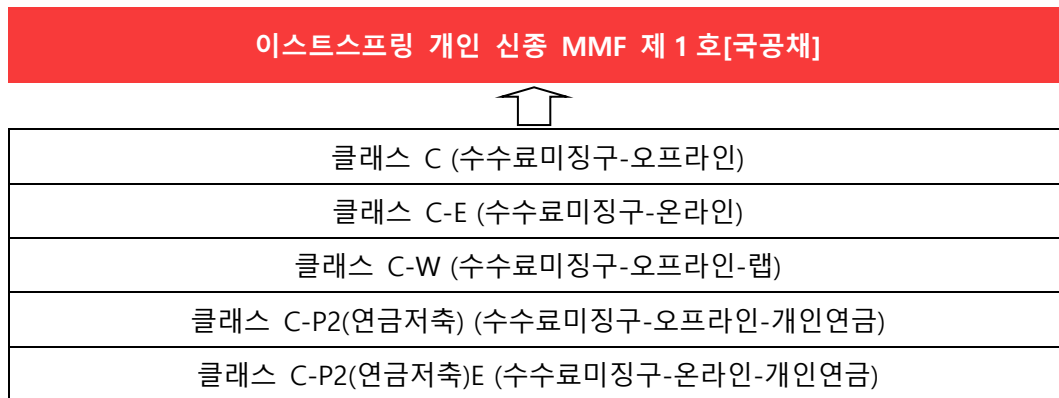 이스트스프링 개인 신종 MMF 제 1 호[국공채]
클래스 C (수수료미징구-오프라인)
클래스 C-E (수수료미징구-온라인)
클래스 C-W (수수료미징구-오프라인-랩)
클래스 C-P2(연금저축) (수수료미징구-오프라인-개인연금)
클래스 C-P2(연금저축)E (수수료미징구-온라인-개인연금)